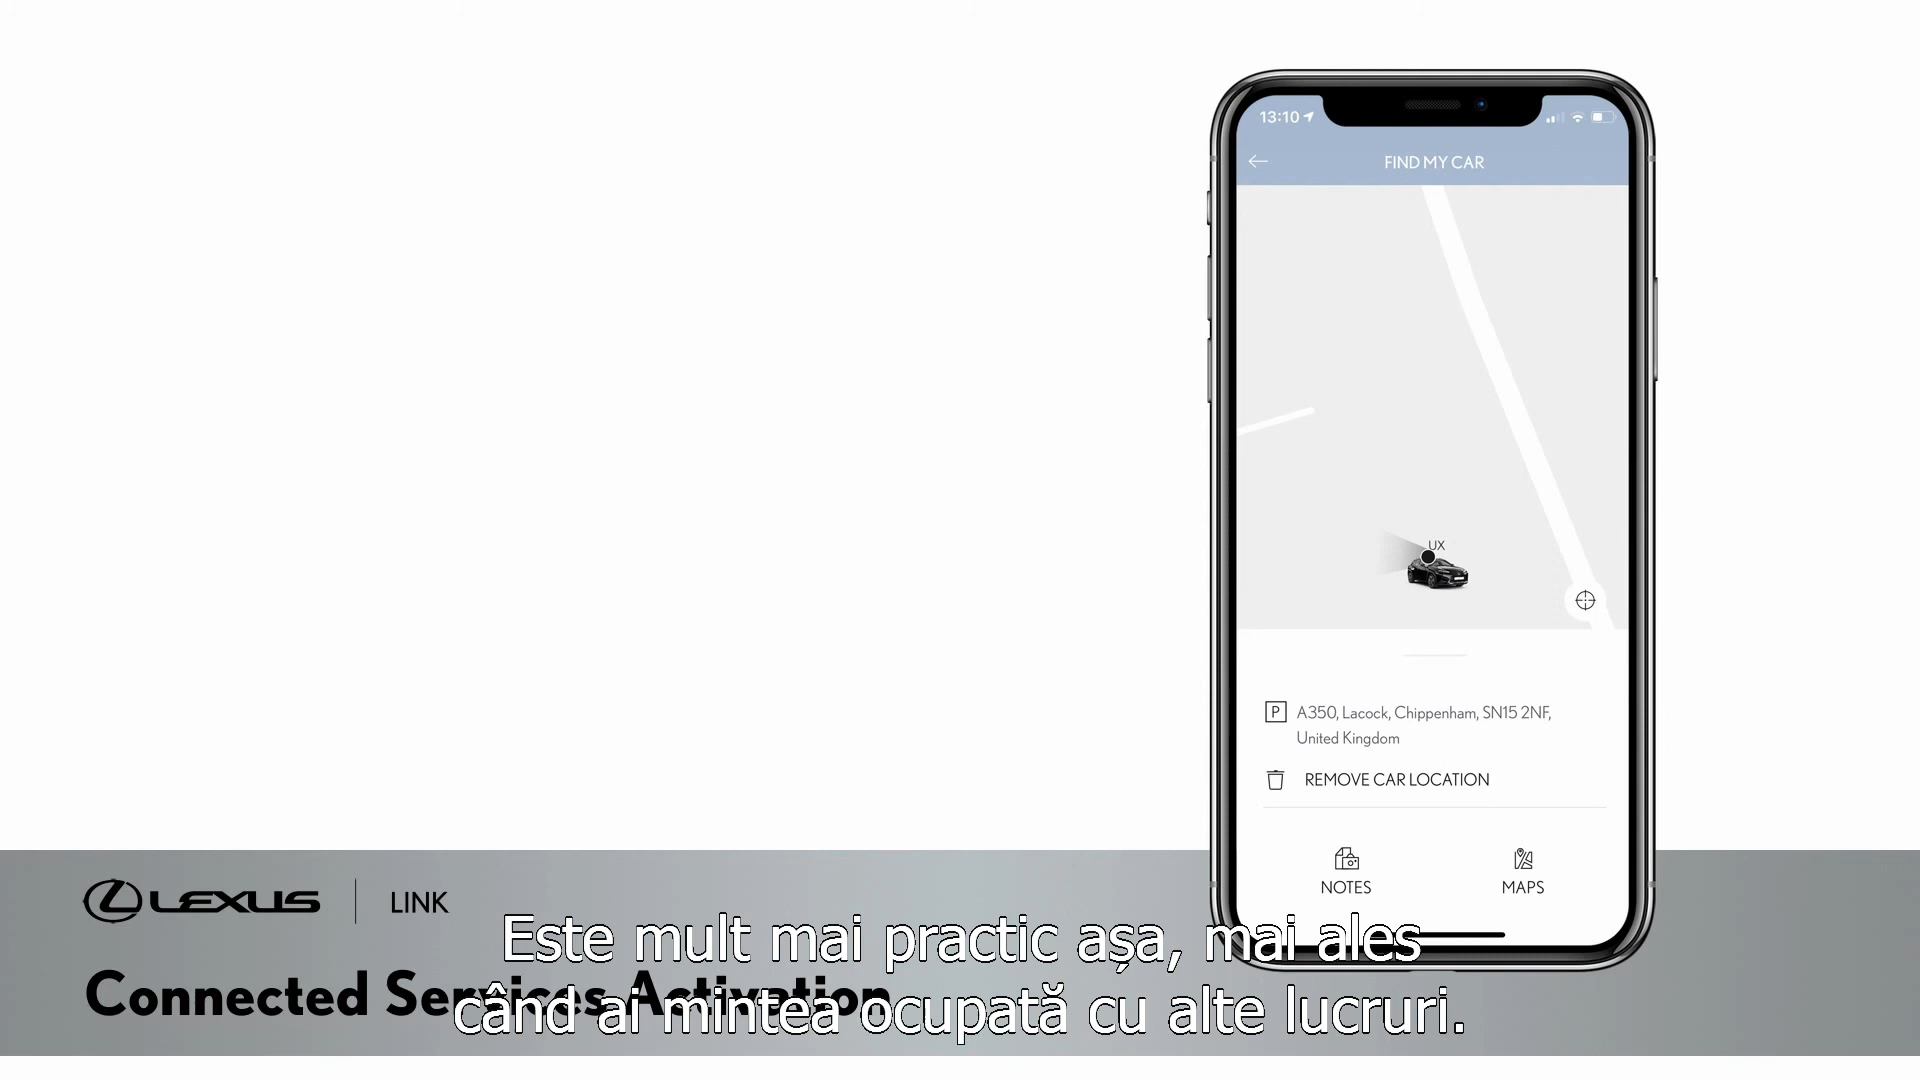 13:10
FIND MY CAR
UX
P
A350, Lacock, Chippenham, SN15 2NF,
United Kingdom
REMOVE CAR LOCATION
NOTES
MAPS
LEXUS
LINK
Connected Services Activation
Este mult mai practic așa, mai ales
când ai mintea ocupată cu alte lucruri.